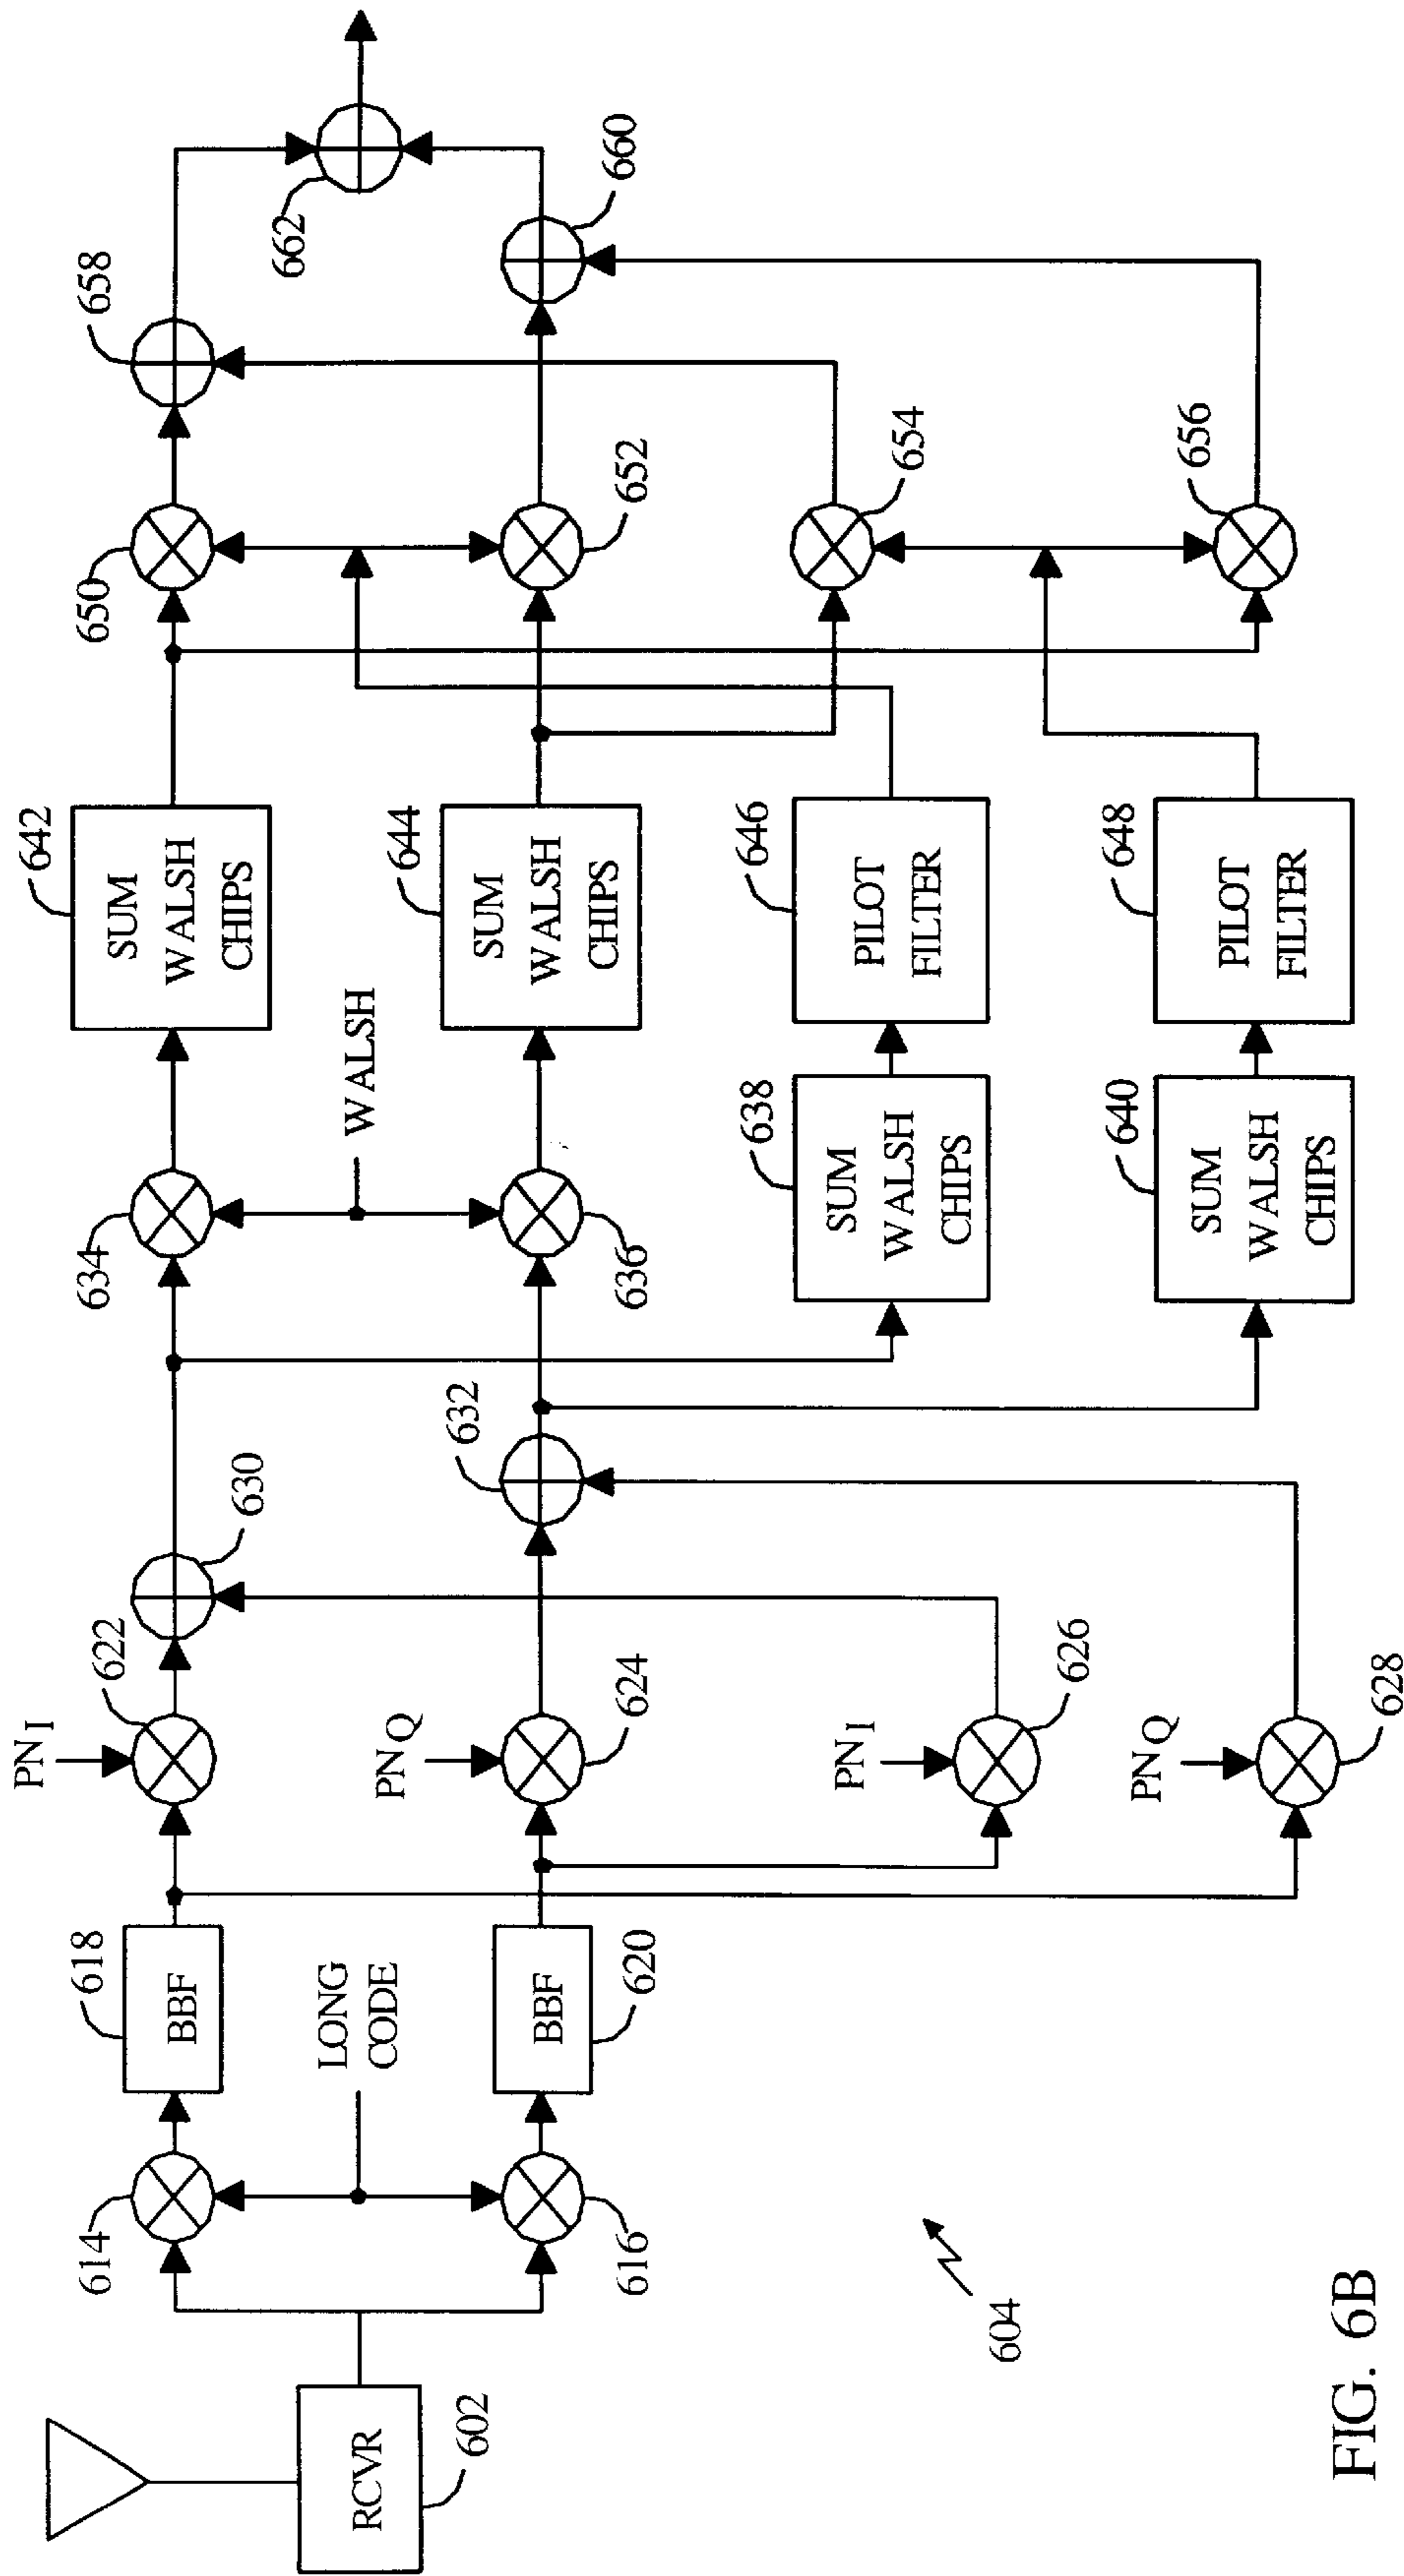 RCVR
602
614
616
LONG
CODE
618
BBF
620
BBF
PN I
622
PN Q
624
PN I
626
PN Q
628
630
632
634
636
WALSH
638
SUM
WALSH
CHIPS
640
SUM
WALSH
CHIPS
642
SUM
WALSH
CHIPS
644
SUM
WALSH
CHIPS
646
PILOT
FILTER
648
PILOT
FILTER
650
652
654
656
658
660
662
604
FIG. 6B